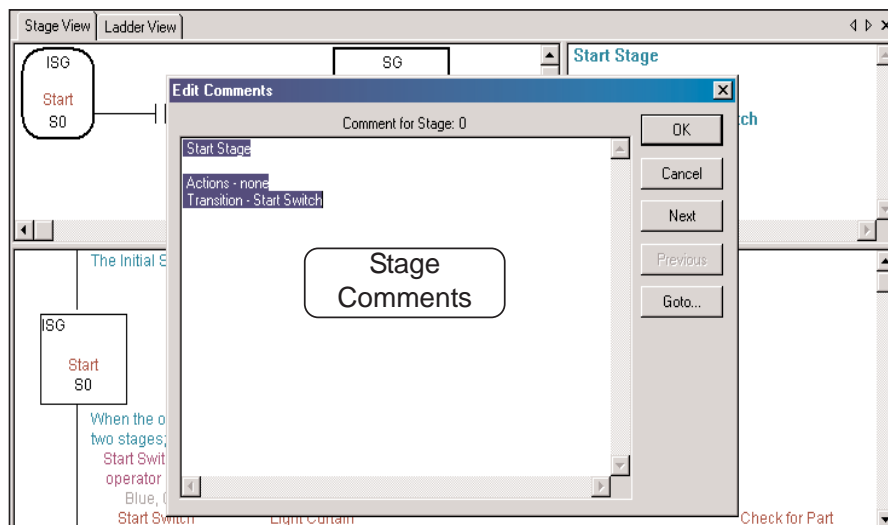 Stage View Ladder View
ISG
Start
S0
SG
Start Stage
tch
Edit Comments
Comment for Stage: 0
Start Stage
Actions - none
Transition - Start Switch
OK
Cancel
Next
Previous
Goto...
Stage
Comments
The Initial S
ISG
Start
S0
When the o
two stages;
Start Swit
operator
Blue,
Start Switch Light Curtain Check for Part